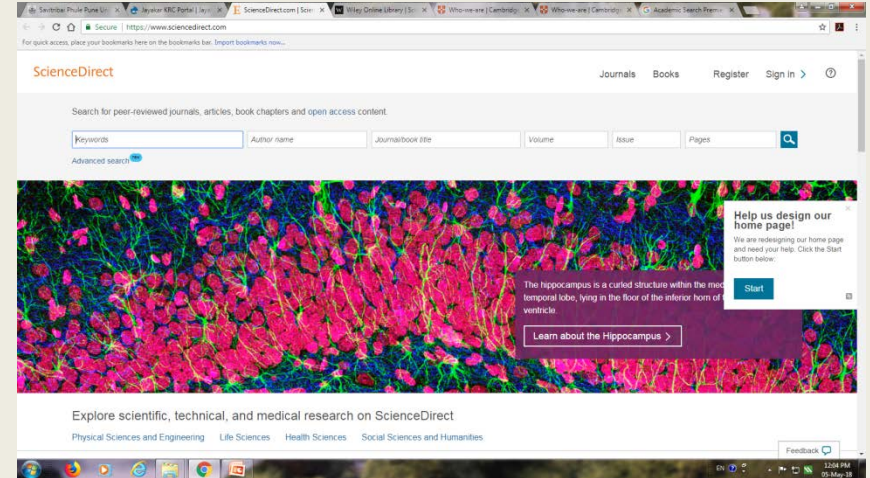 Savitribai Phule Pune Un
Jayakar KRC Portal | Jaya
ScienceDirect.com | Scien
Wiley Online Library | Sci
Who-we-are | Cambridg
Who-we-are | Cambridg
Academic Search Premie
Secure | https://www.sciencedirect.com
For quick access, place your bookmarks here on the bookmarks bar. Import bookmarks now...
ScienceDirect
Journals Books Register Sign in >
Search for peer-reviewed journals, articles, book chapters and open access content.
Keywords Author name Journal/book title Volume Issue Pages
Advanced search new
Help us design our
home page!
We are redesigning our home page
and need your help. Click the Start
button below:
Start
The hippocampus is a curled structure within the med
temporal lobe, lying in the floor of the inferior horn of
ventricle.
Learn about the Hippocampus >
Explore scientific, technical, and medical research on ScienceDirect
Physical Sciences and Engineering Life Sciences Health Sciences Social Sciences and Humanities
Feedback
EN
12:04 PM
05-May-18